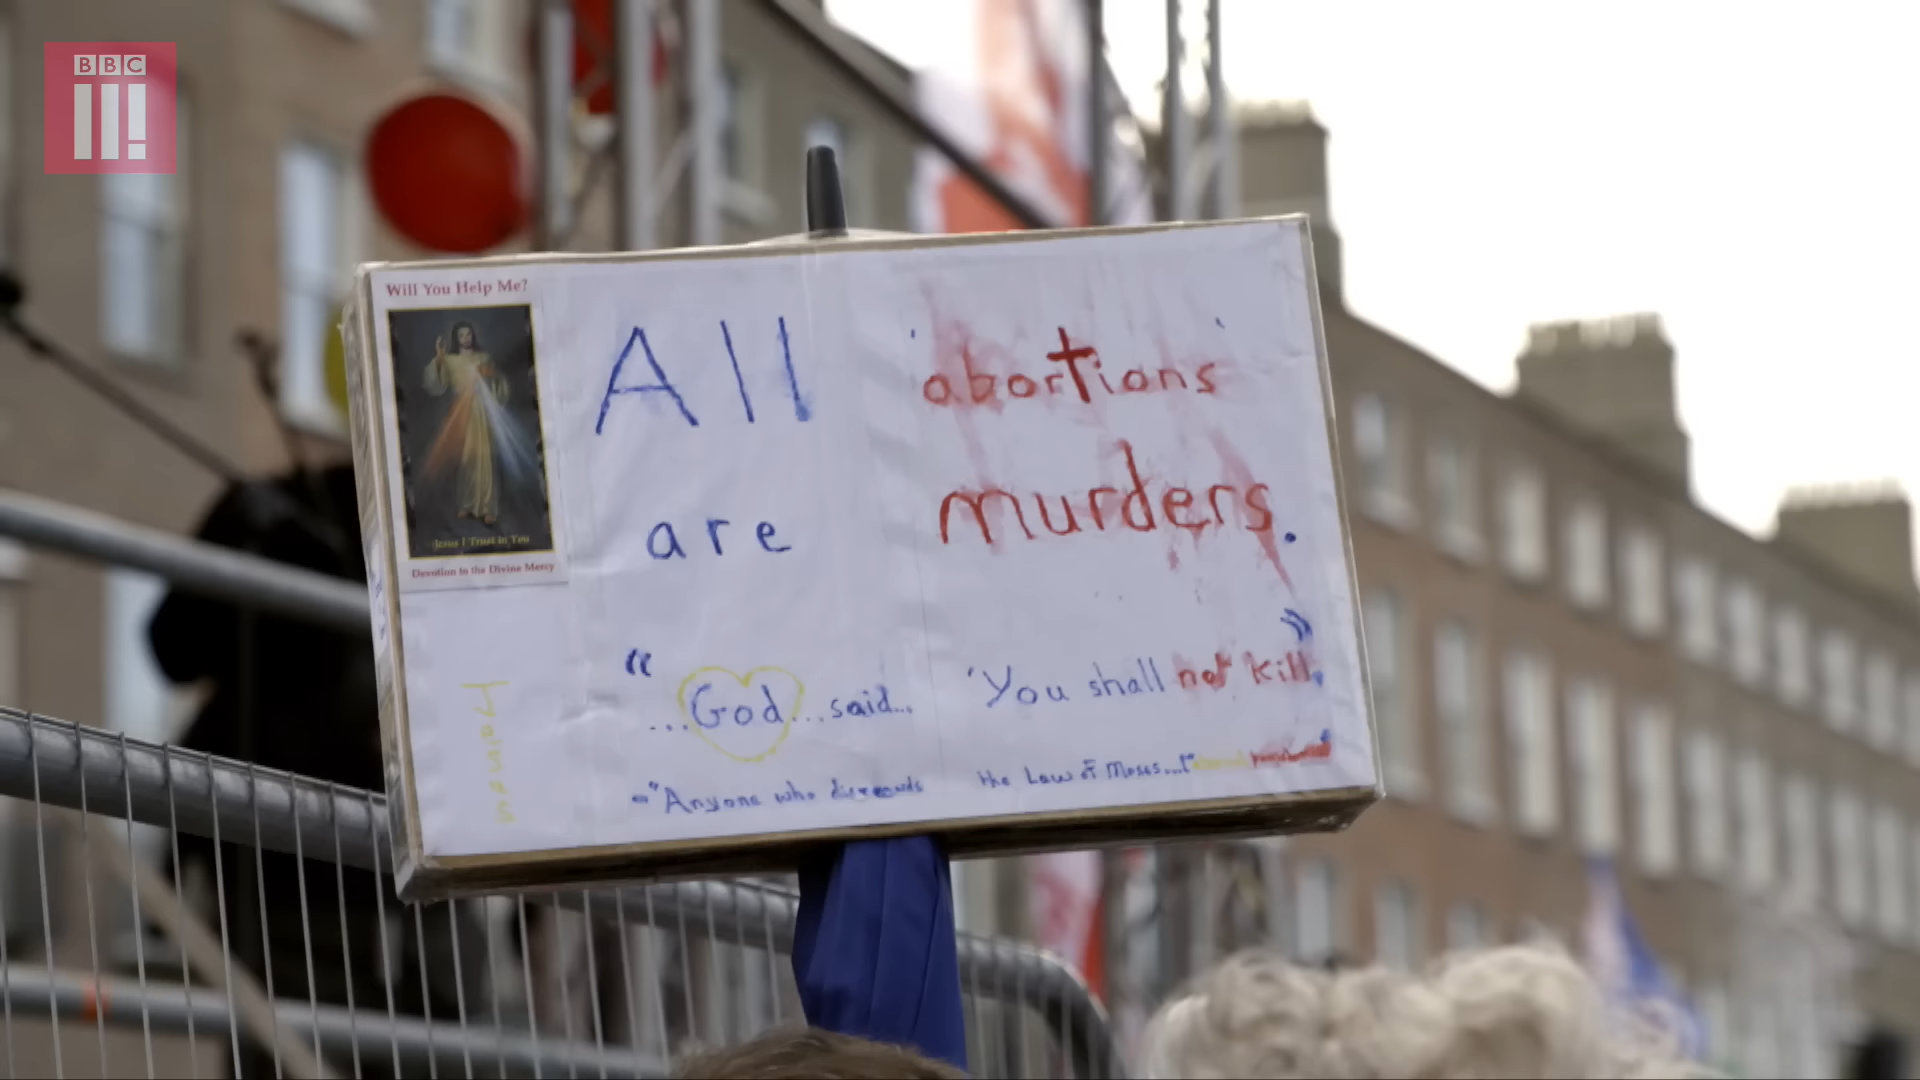 BBC
Will You Help Me?
Jesus I Trust in You
Devotion to the Divine Mercy
All 'abortions'
are murders.
"...God...said... 'You shall not kill."
"Anyone who the Law of Moses..."